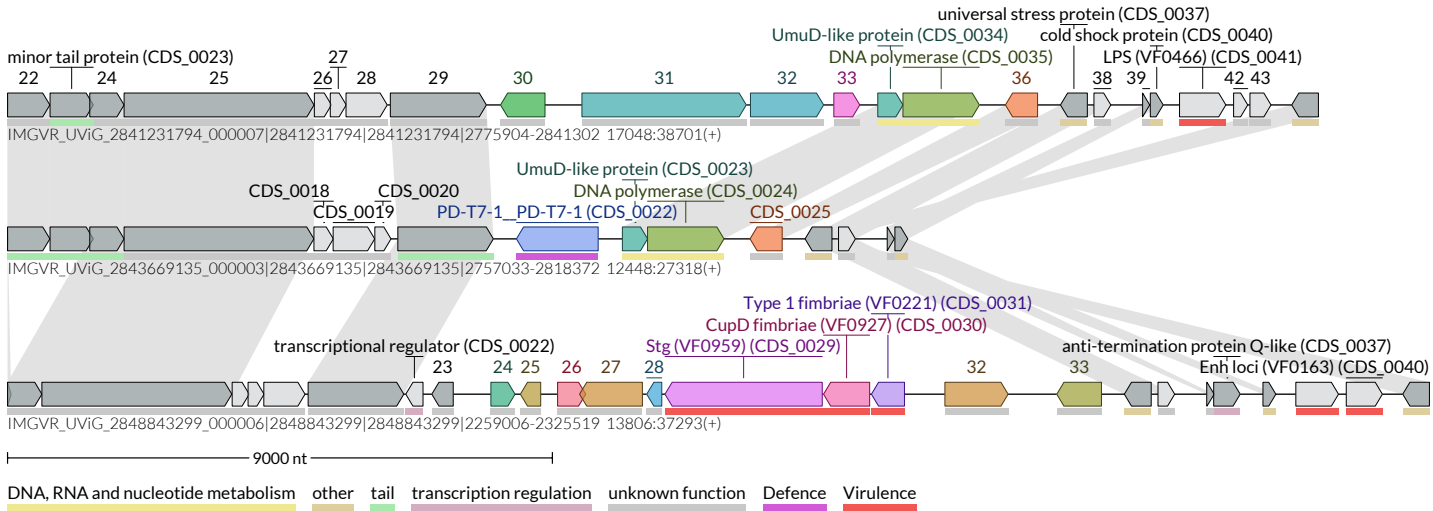 universal stress protein (CDS_0037)
UmuD-like protein (CDS_0034) cold shock protein (CDS_0040)
minor tail protein (CDS_0023) DNA polymerase (CDS_0035) LPS (VF0466) (CDS_0041)
22 24 25 26 27 28 29 30 31 32 33 36 38 39 42 43
IMGVR_UViG_2841231794_000007|2841231794|2841231794|2775904-2841302 17048:38701(+)
UmuD-like protein (CDS_0023)
CDS_0018 CDS_0020 DNA polymerase (CDS_0024)
CDS_0019 PD-T7-1__PD-T7-1 (CDS_0022) CDS_0025
IMGVR_UViG_2843669135_000003|2843669135|2843669135|2757033-2818372 12448:27318(+)
Type 1 fimbriae (VF0221) (CDS_0031)
CupD fimbriae (VF0927) (CDS_0030)
transcriptional regulator (CDS_0022) Stg (VF0959) (CDS_0029) anti-termination protein Q-like (CDS_0037)
23 24 25 26 27 28 32 33 Enh loci (VF0163) (CDS_0040)
IMGVR_UViG_2848843299_000006|2848843299|2848843299|2259006-2325519 13806:37293(+)
9000 nt
DNA, RNA and nucleotide metabolism other tail transcription regulation unknown function Defence Virulence